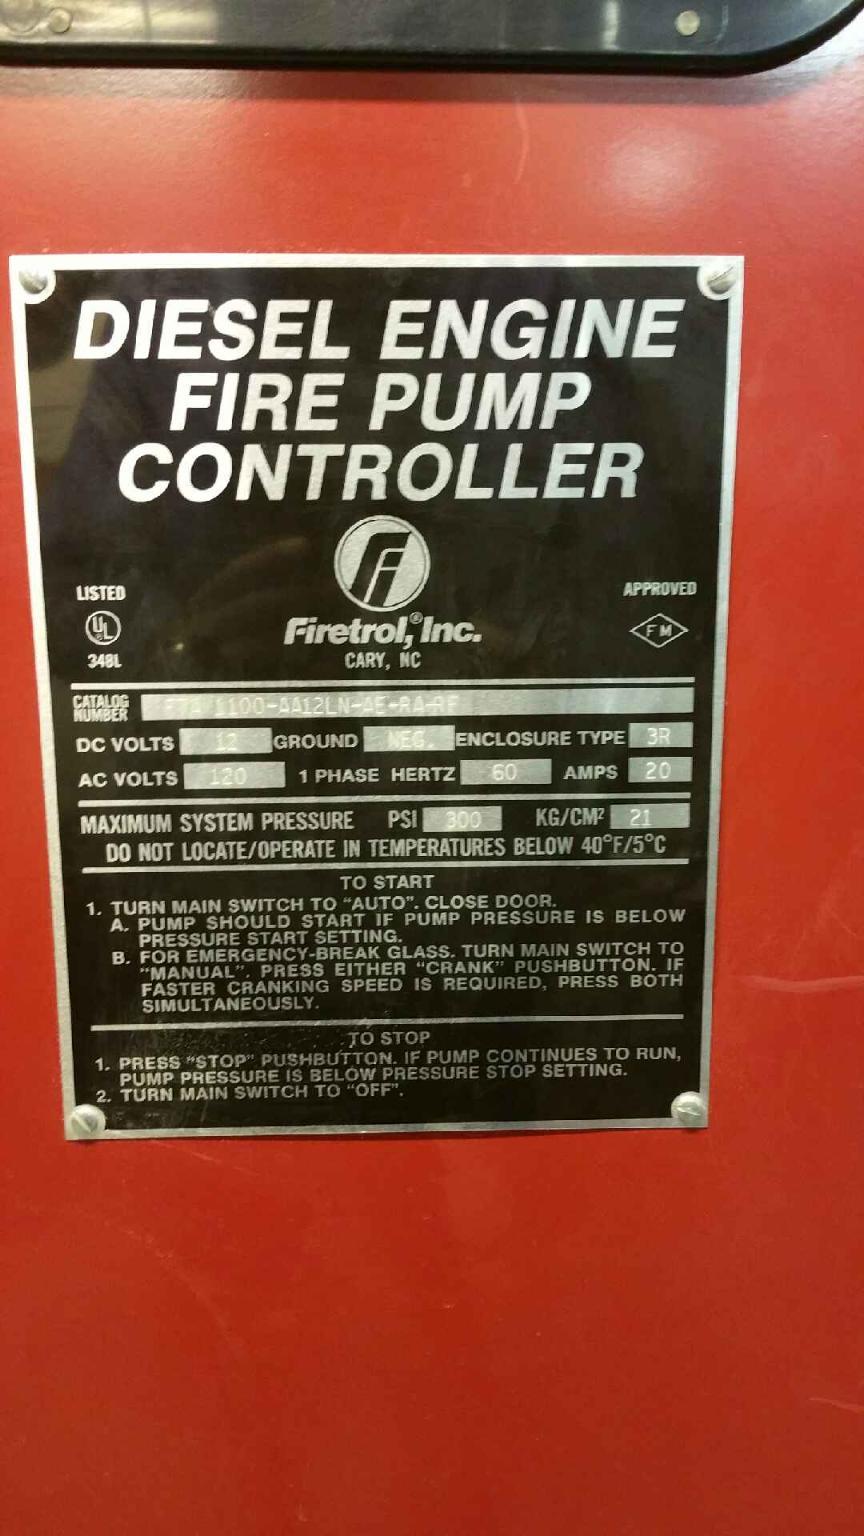 DIESEL ENGINE
FIRE PUMP
CONTROLLER
LISTED
UL
348L
Firetrol,® Inc.
CARY, NC
APPROVED
FM
CATALOG NUMBER FTA 1100-AA12LN-AE-RA-RF
DC VOLTS 12 GROUND NEG. ENCLOSURE TYPE 3R
AC VOLTS 120 1 PHASE HERTZ 60 AMPS 20
MAXIMUM SYSTEM PRESSURE PSI 300 KG/CM² 21
DO NOT LOCATE/OPERATE IN TEMPERATURES BELOW 40°F/5°C
TO START
1. TURN MAIN SWITCH TO "AUTO". CLOSE DOOR.
A. PUMP SHOULD START IF PUMP PRESSURE IS BELOW
PRESSURE START SETTING.
B. FOR EMERGENCY-BREAK GLASS. TURN MAIN SWITCH TO
"MANUAL". PRESS EITHER "CRANK" PUSHBUTTON. IF
FASTER CRANKING SPEED IS REQUIRED, PRESS BOTH
SIMULTANEOUSLY.
TO STOP
1. PRESS "STOP" PUSHBUTTON. IF PUMP CONTINUES TO RUN,
PUMP PRESSURE IS BELOW PRESSURE STOP SETTING.
2. TURN MAIN SWITCH TO "OFF".